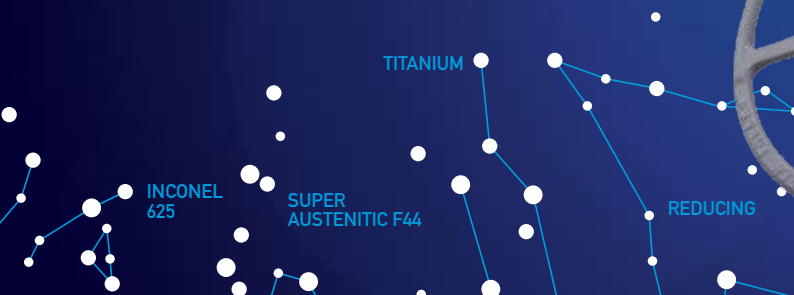 TITANIUM
INCONEL
625
SUPER
AUSTENITIC F44
REDUCING